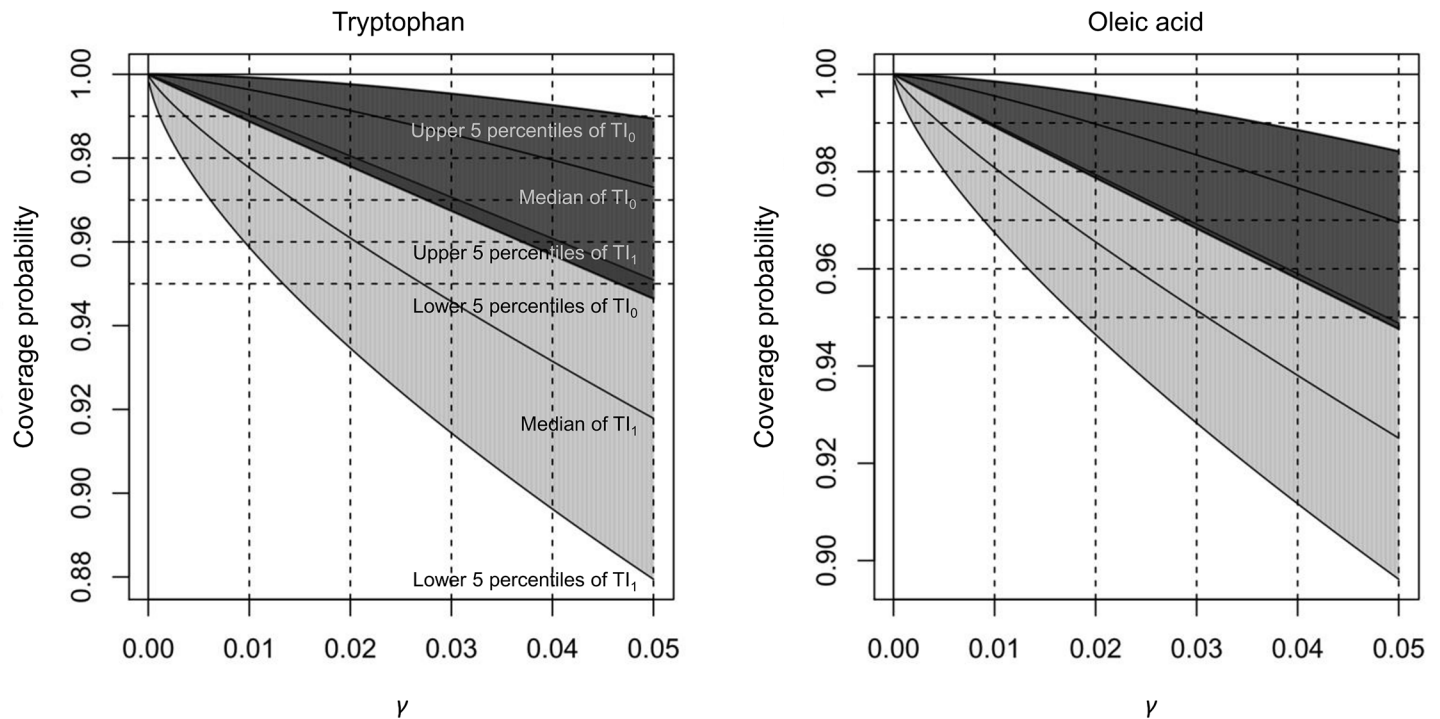 Tryptophan
Coverage probability
1.00
0.98
0.96
0.94
0.92
0.90
0.88
Upper 5 percentiles of TI0
Median of TI0
Upper 5 percentiles of TI1
Lower 5 percentiles of TI0
Median of TI1
Lower 5 percentiles of TI1
0.00 0.01 0.02 0.03 0.04 0.05
γ
Oleic acid
Coverage probability
1.00
0.98
0.96
0.94
0.92
0.90
0.00 0.01 0.02 0.03 0.04 0.05
γ